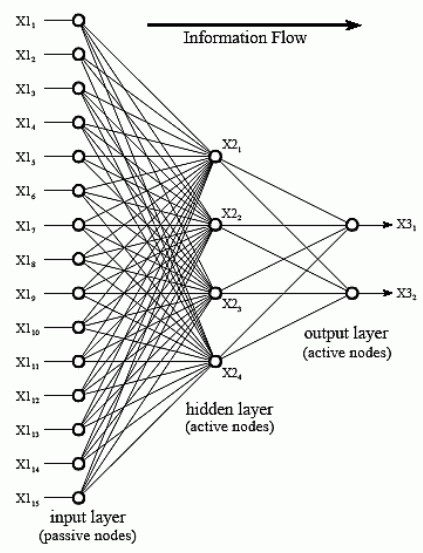 Information Flow
X1₁
X1₂
X1₃
X1₄
X1₅
X1₆
X1₇
X1₈
X1₉
X1₁₀
X1₁₁
X1₁₂
X1₁₃
X1₁₄
X1₁₅
input layer
(passive nodes)
X2₁
X2₂
X2₃
X2₄
hidden layer
(active nodes)
X3₁
X3₂
output layer
(active nodes)